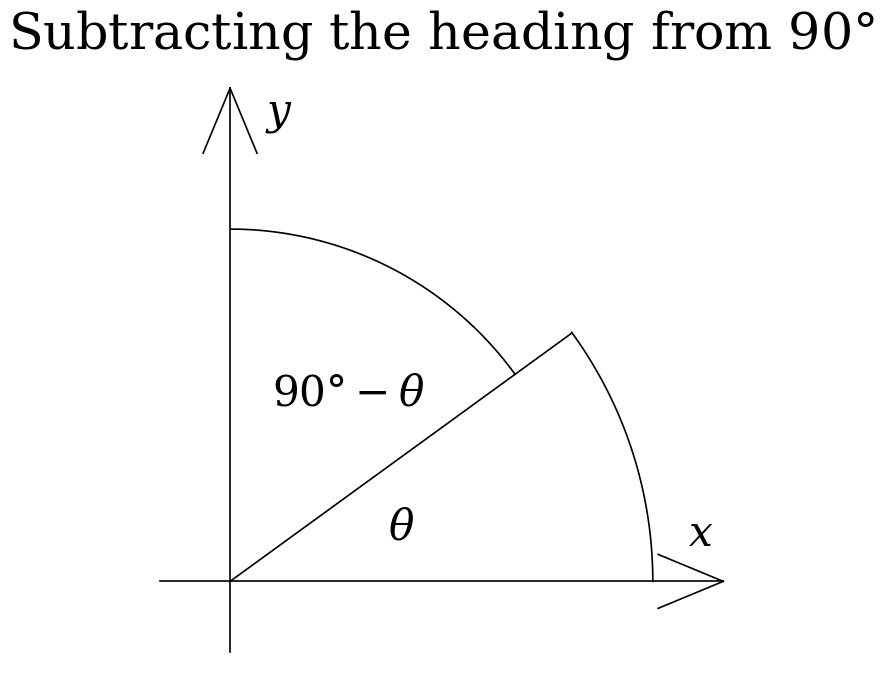 Subtracting the heading from 90°
y
90° − θ
θ
x